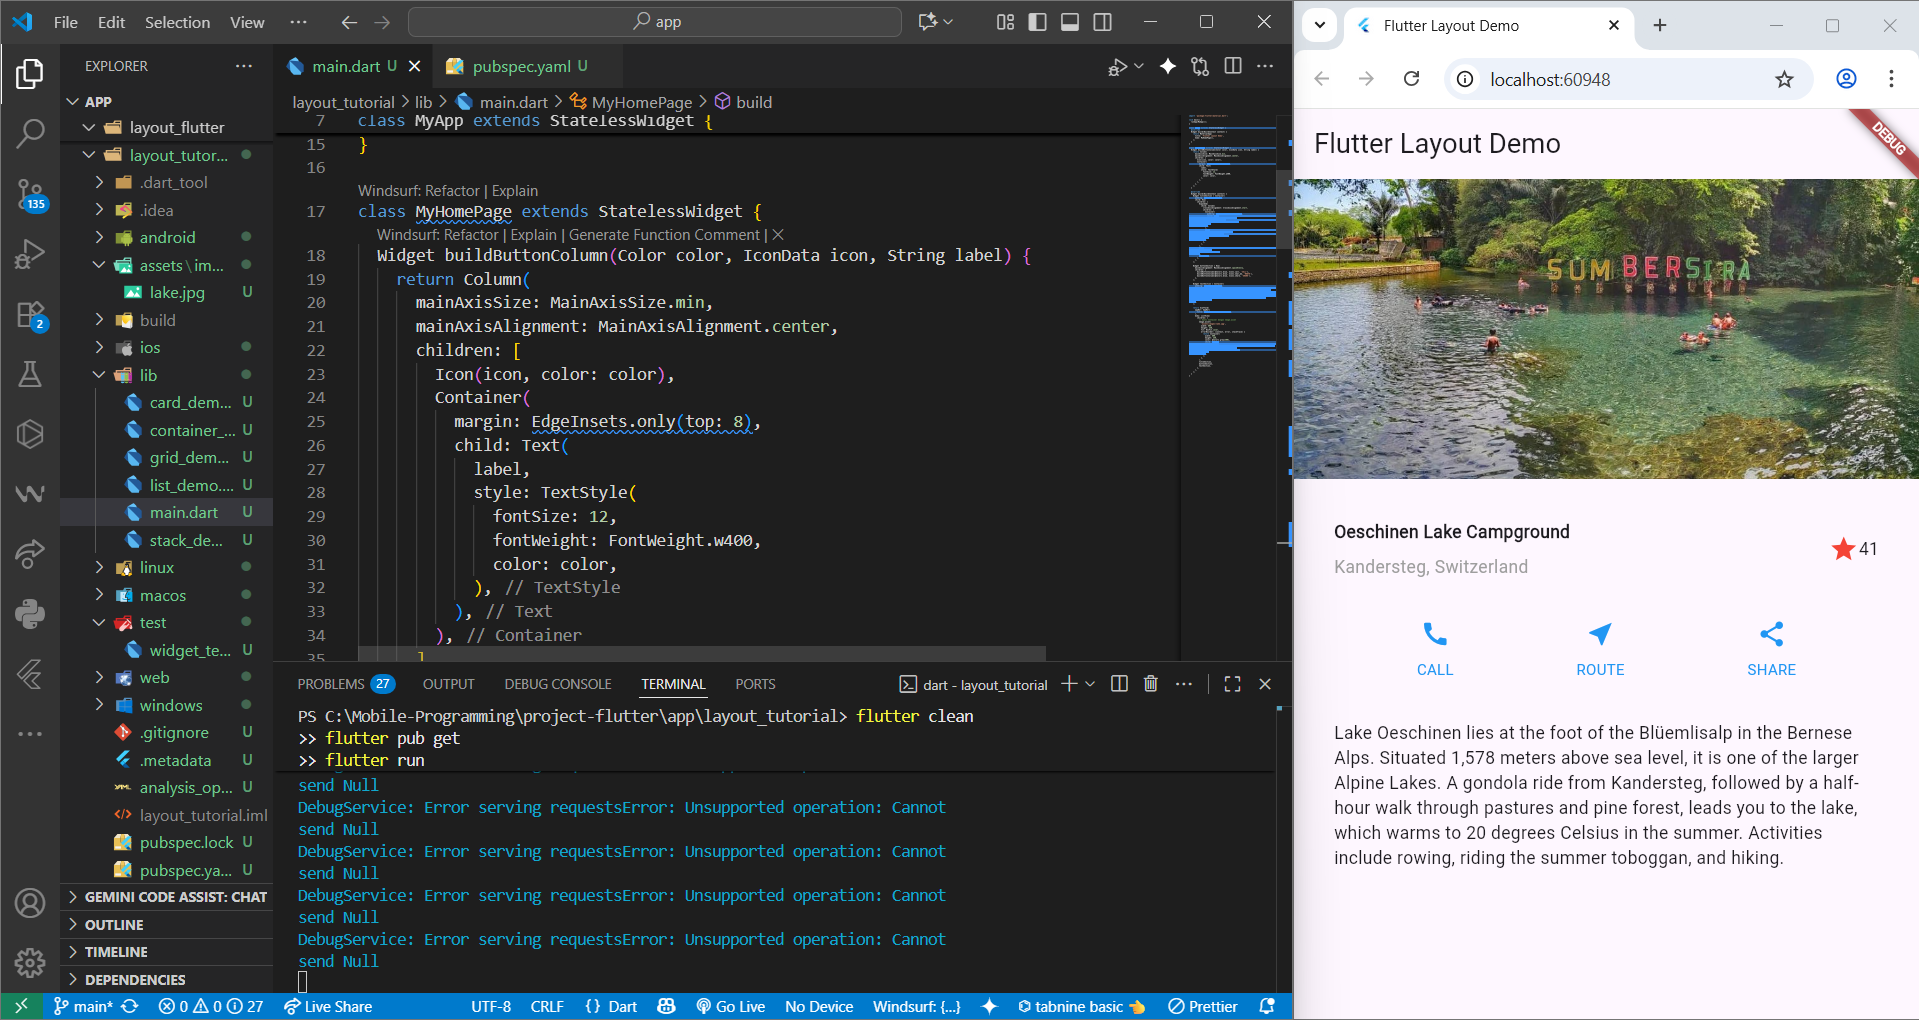 File Edit Selection View ··· app
Flutter Layout Demo
EXPLORER
main.dart U
pubspec.yaml U
localhost:60948
APP
layout_tutorial > lib > main.dart > MyHomePage > build
layout_flutter
7 class MyApp extends StatelessWidget {
layout_tutor...
15 }
.dart_tool
16
.idea
Windsurf: Refactor | Explain
android
17 class MyHomePage extends StatelessWidget {
Windsurf: Refactor | Explain | Generate Function Comment | X
assets\im...
18 Widget buildButtonColumn(Color color, IconData icon, String label) {
lake.jpg U
19 return Column(
build
20 mainAxisSize: MainAxisSize.min,
ios
21 mainAxisAlignment: MainAxisAlignment.center,
lib
22 children: [
card_dem... U
23 Icon(icon, color: color),
container_... U
24 Container(
grid_dem... U
25 margin: EdgeInsets.only(top: 8),
list_demo.... U
26 child: Text(
main.dart U
27 label,
stack_de... U
28 style: TextStyle(
linux
29 fontSize: 12,
macos
30 fontWeight: FontWeight.w400,
test
31 color: color,
widget_te... U
32 ), // TextStyle
web
33 ), // Text
windows
34 ), // Container
.gitignore U
35 ]
.metadata U
analysis_op... U
layout_tutorial.iml
pubspec.lock U
pubspec.ya... U
GEMINI CODE ASSIST: CHAT
OUTLINE
TIMELINE
DEPENDENCIES
135
2
PROBLEMS 27 OUTPUT DEBUG CONSOLE TERMINAL PORTS
dart - layout_tutorial
PS C:\Mobile-Programming\project-flutter\app\layout_tutorial> flutter clean
>> flutter pub get
>> flutter run
send Null
DebugService: Error serving requestsError: Unsupported operation: Cannot
send Null
DebugService: Error serving requestsError: Unsupported operation: Cannot
send Null
DebugService: Error serving requestsError: Unsupported operation: Cannot
send Null
DebugService: Error serving requestsError: Unsupported operation: Cannot
send Null
main* 0 0 27 Live Share UTF-8 CRLF {} Dart Go Live No Device Windsurf: {...} tabnine basic Prettier
Flutter Layout Demo
DEBUG
SUMBERSIRA
Oeschinen Lake Campground
Kandersteg, Switzerland
41
CALL ROUTE SHARE
Lake Oeschinen lies at the foot of the Blüemlisalp in the Bernese
Alps. Situated 1,578 meters above sea level, it is one of the larger
Alpine Lakes. A gondola ride from Kandersteg, followed by a half-
hour walk through pastures and pine forest, leads you to the lake,
which warms to 20 degrees Celsius in the summer. Activities
include rowing, riding the summer toboggan, and hiking.